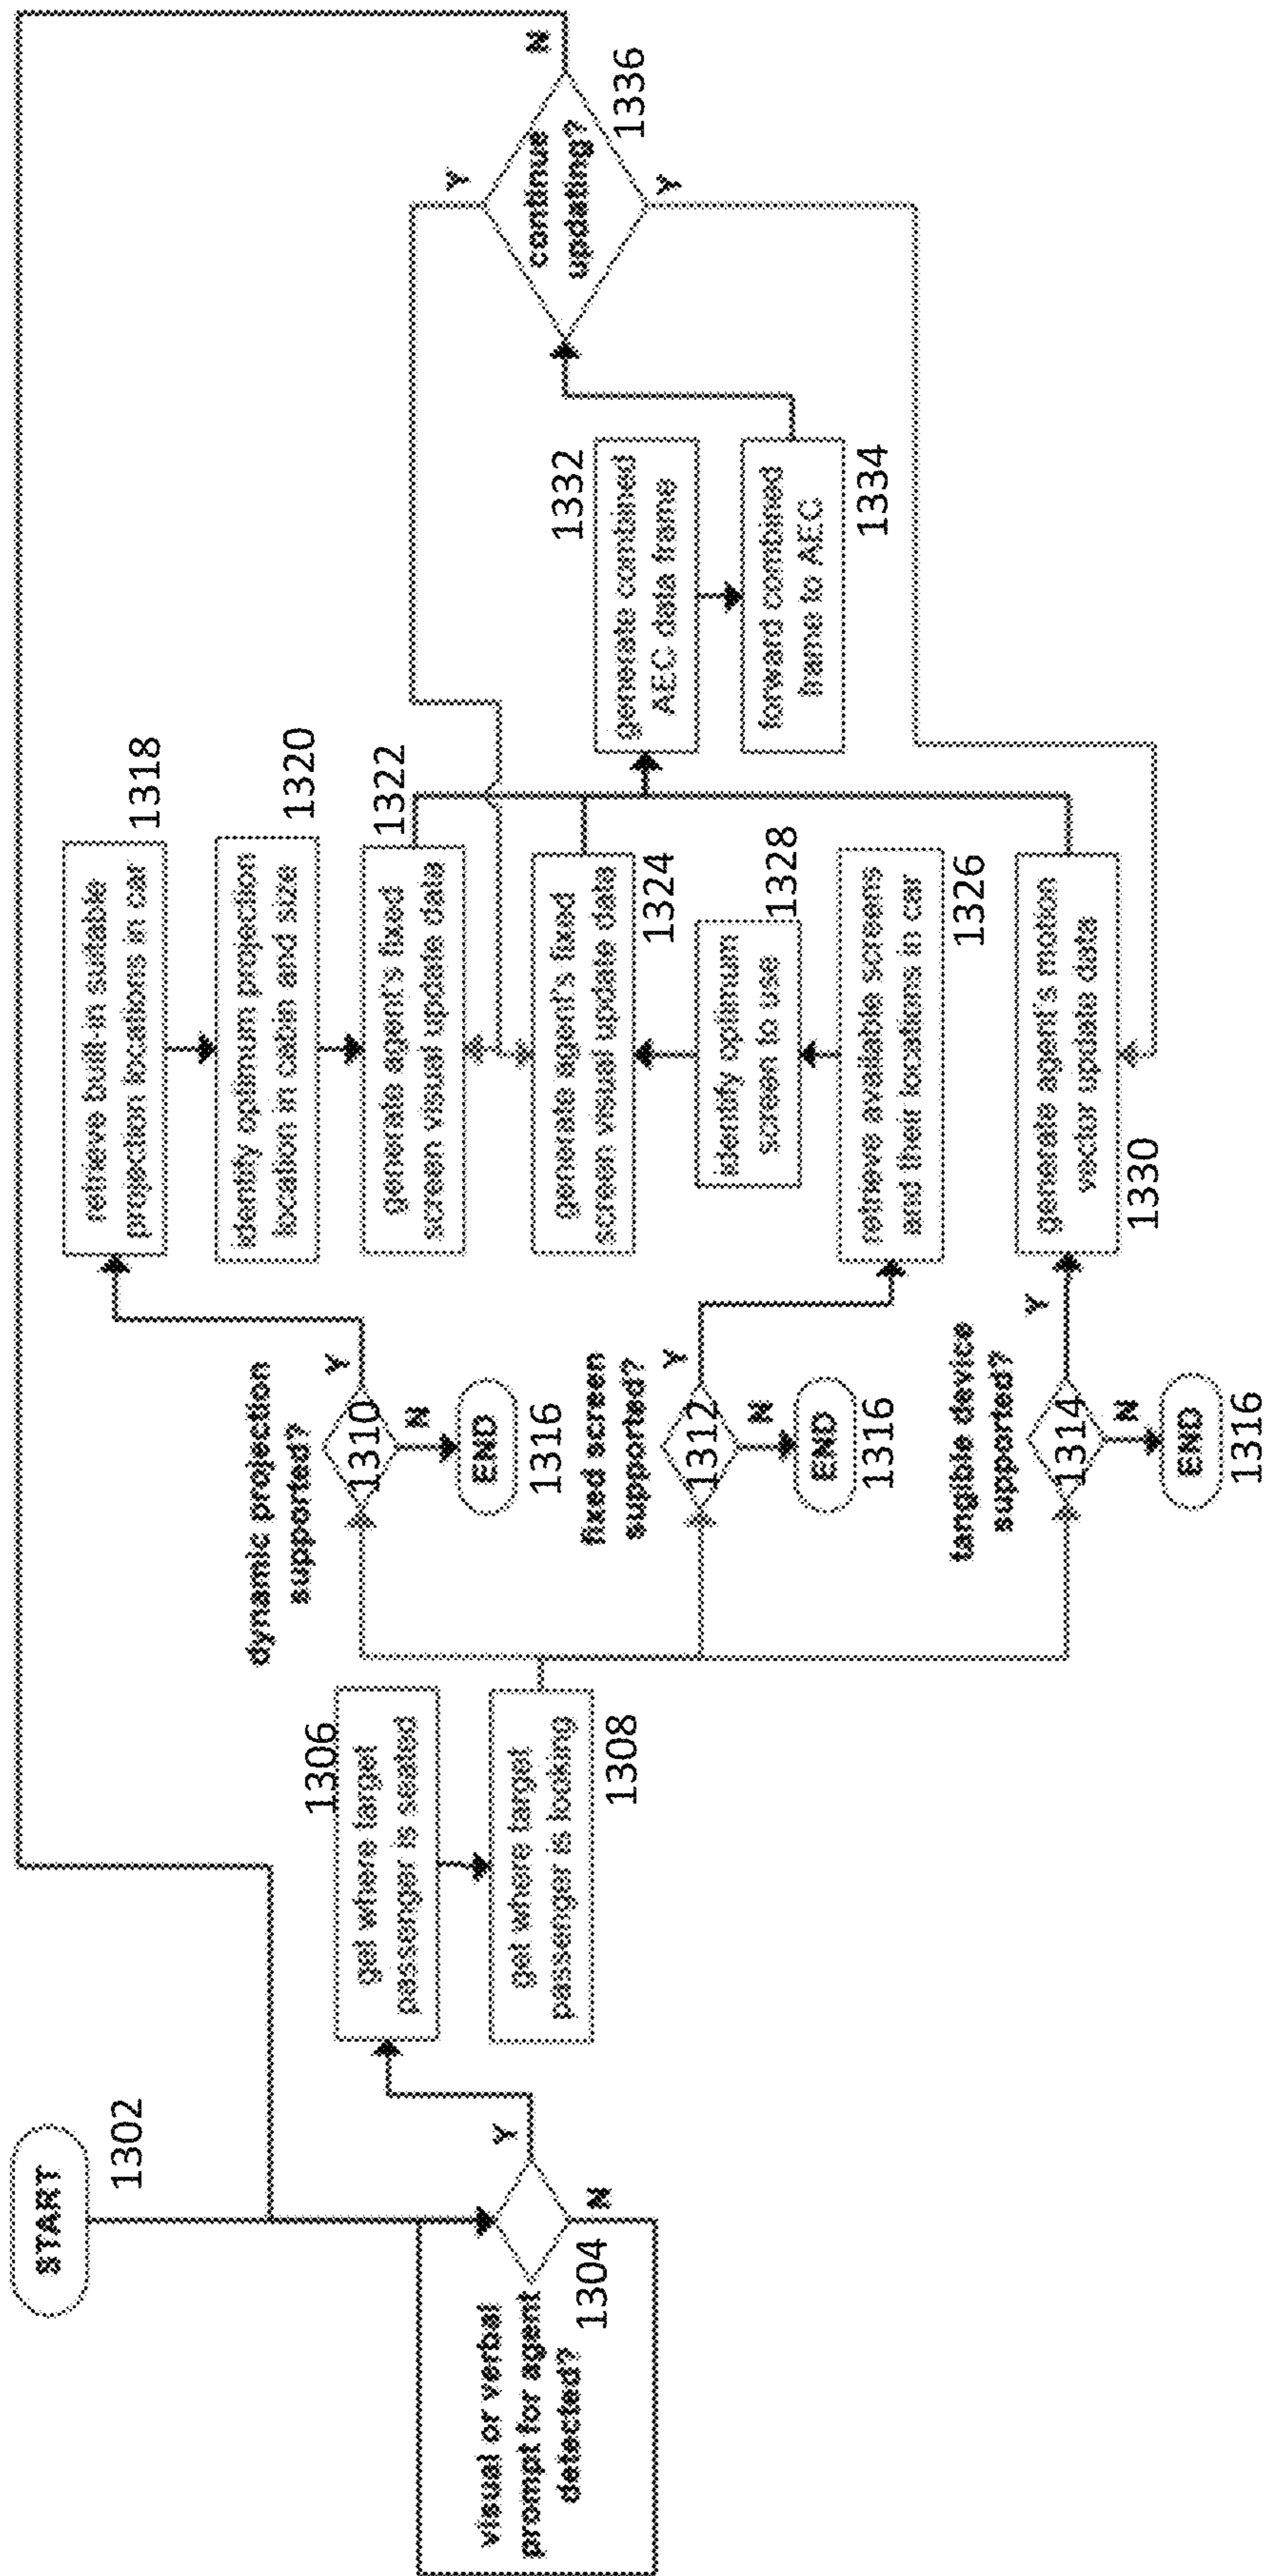 START
1302
visual or verbal
prompt for agent
detected?
1304
Y
N
1306
get where target
passenger is seated
get where target
passenger is looking
1308
dynamic projection
supported?
1310
Y
N
END
1316
fixed screen
supported?
1312
Y
N
END
1316
tangible device
supported?
1314
Y
N
END
1316
retrieve built-in suitable
projection locations in car
1318
identify optimum projection
location in cabin and size
1320
generate agent's fixed
screen visual update data
1322
generate agent's fixed
screen visual update data
1324
identify optimum
screen to use
1328
retrieve available screens
and their locations in car
1326
generate agent's motion
vector update data
1330
generate combined
AEC data frame
1332
forward combined
frame to AEC
1334
continue
updating?
1336
Y
N
Y